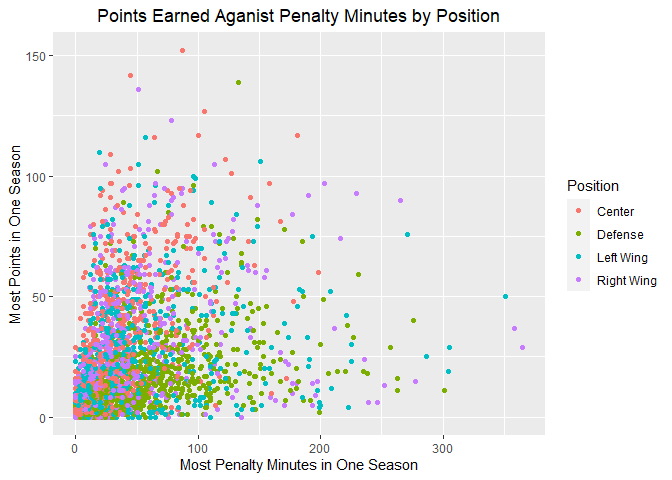 Points Earned Aganist Penalty Minutes by Position
Most Points in One Season
150
100
50
0
0
100
200
300
Most Penalty Minutes in One Season
Position
Center
Defense
Left Wing
Right Wing